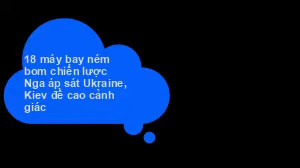 18 máy bay ném
bom chiến lược
Nga áp sát Ukraine,
Kiev đề cao cảnh
giác